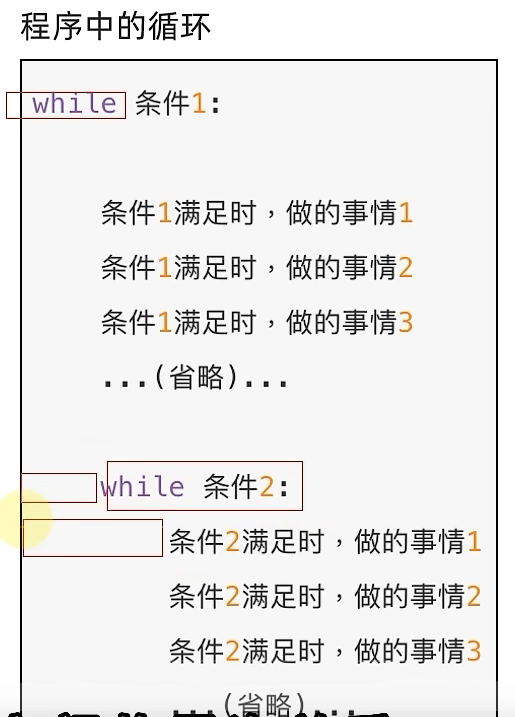 程序中的循环
while 条件1:
条件1满足时，做的事情1
条件1满足时，做的事情2
条件1满足时，做的事情3
...(省略)...
while 条件2:
条件2满足时，做的事情1
条件2满足时，做的事情2
条件2满足时，做的事情3
...(省略)...